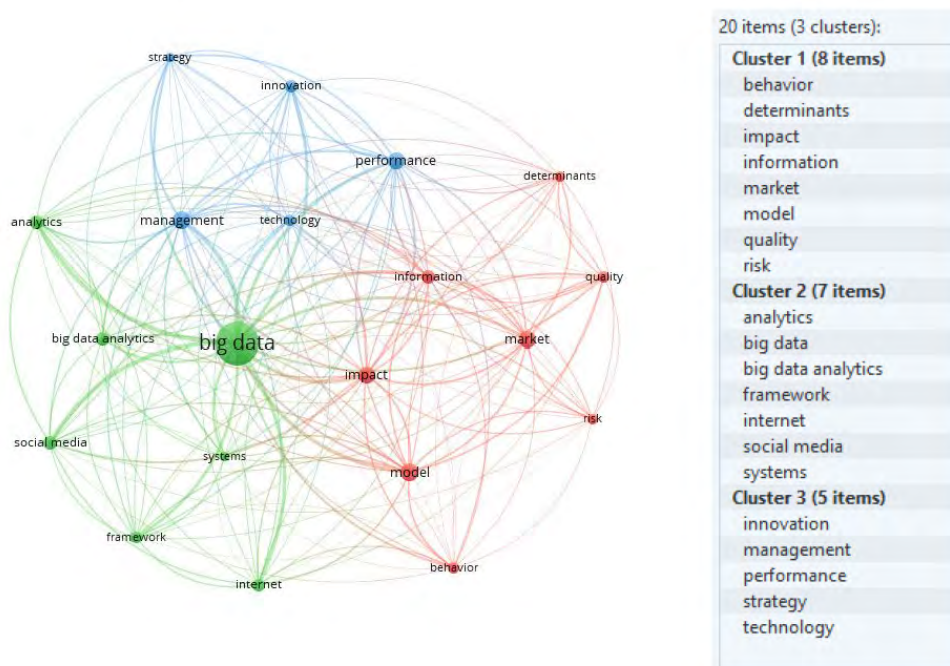 strategy
innovation
performance
determinants
analytics
management
technology
information
quality
big data analytics
big data
market
impact
risk
social media
systems
model
framework
behavior
internet
20 items (3 clusters):
Cluster 1 (8 items)
behavior
determinants
impact
information
market
model
quality
risk
Cluster 2 (7 items)
analytics
big data
big data analytics
framework
internet
social media
systems
Cluster 3 (5 items)
innovation
management
performance
strategy
technology